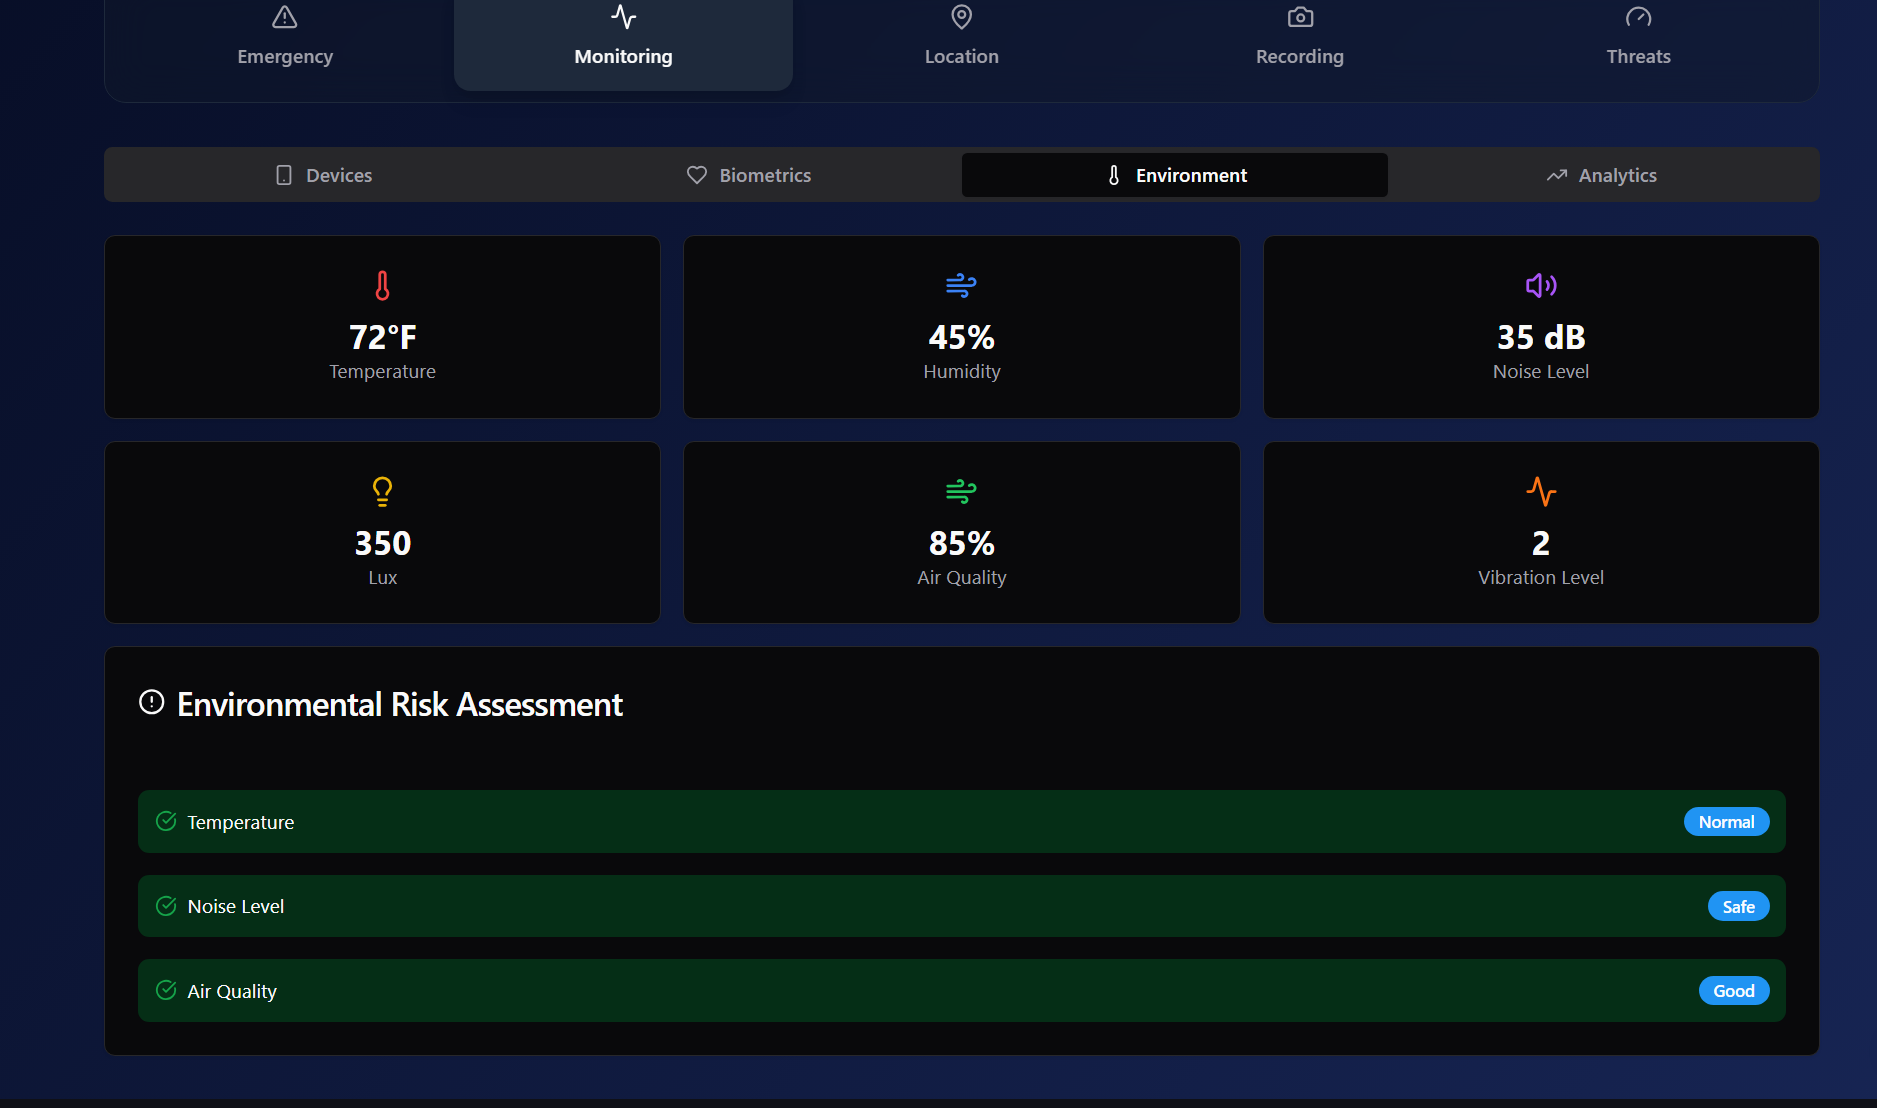 Emergency
Monitoring
Location
Recording
Threats
Devices
Biometrics
Environment
Analytics
72°F
Temperature
45%
Humidity
35 dB
Noise Level
350
Lux
85%
Air Quality
2
Vibration Level
Environmental Risk Assessment
Temperature
Normal
Noise Level
Safe
Air Quality
Good